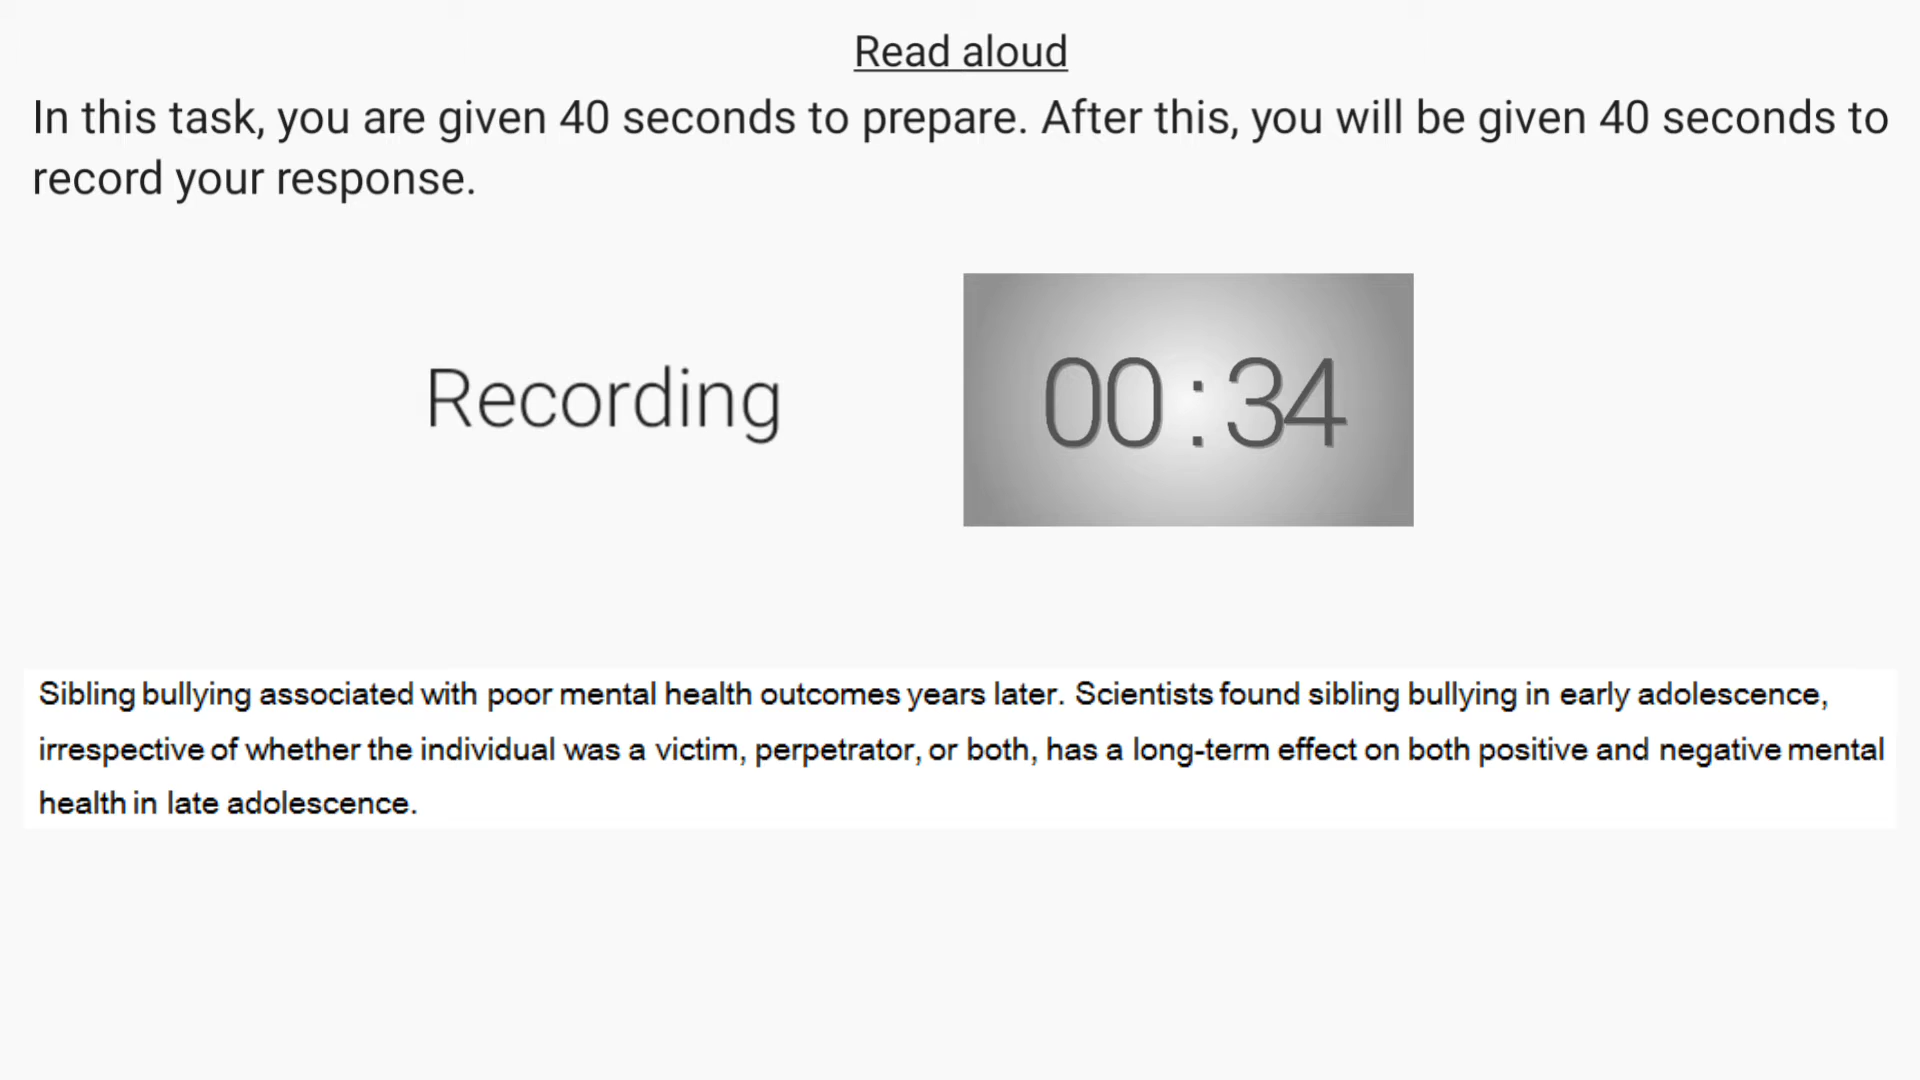 Read aloud
In this task, you are given 40 seconds to prepare. After this, you will be given 40 seconds to
record your response.
Recording
00:34
Sibling bullying associated with poor mental health outcomes years later. Scientists found sibling bullying in early adolescence,
irrespective of whether the individual was a victim, perpetrator, or both, has a long-term effect on both positive and negative mental
health in late adolescence.